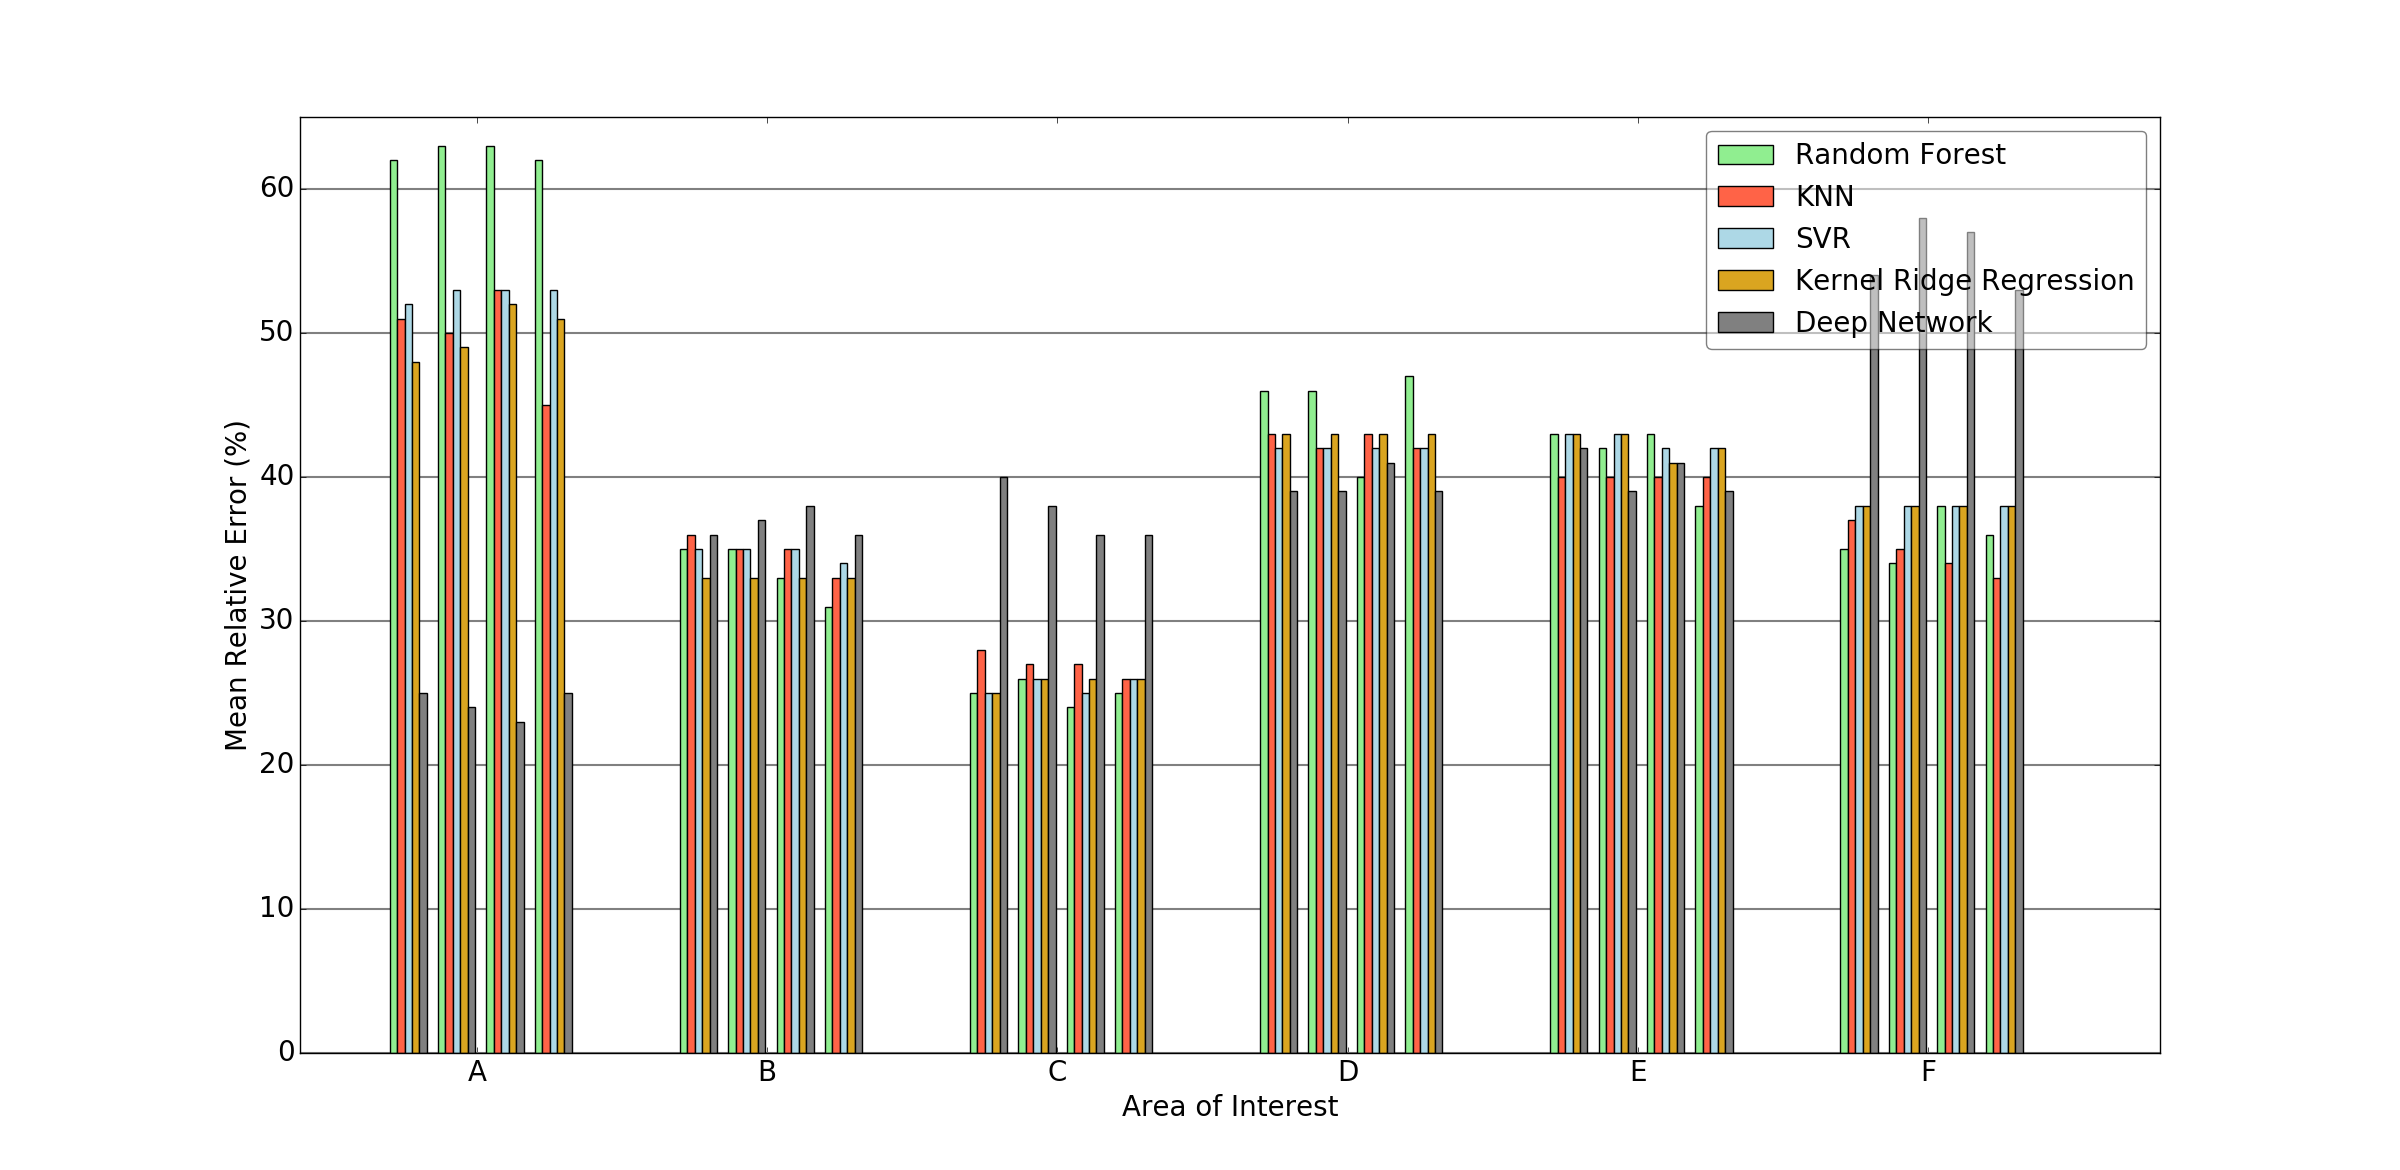 Random Forest
KNN
SVR
Kernel Ridge Regression
Deep Network
60
50
40
30
20
10
0
Mean Relative Error (%)
A B C D E F
Area of Interest